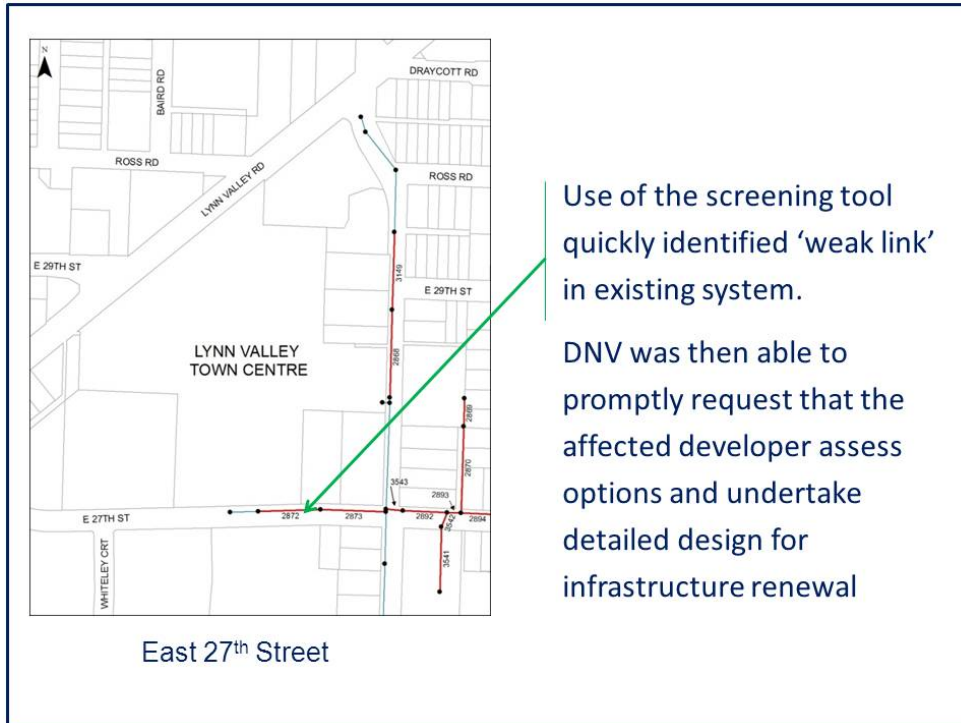 N
BAIRD RD
DRAYCOTT RD
ROSS RD
LYNN VALLEY RD
ROSS RD
E 29TH ST
3149
E 29TH ST
LYNN VALLEY
TOWN CENTRE
2868
2869
2870
3543
2893
E 27TH ST
2872
2873
2892
3542
2894
3541
WHITELEY CRT
East 27th Street
Use of the screening tool
quickly identified ‘weak link’
in existing system.
DNV was then able to
promptly request that the
affected developer assess
options and undertake
detailed design for
infrastructure renewal